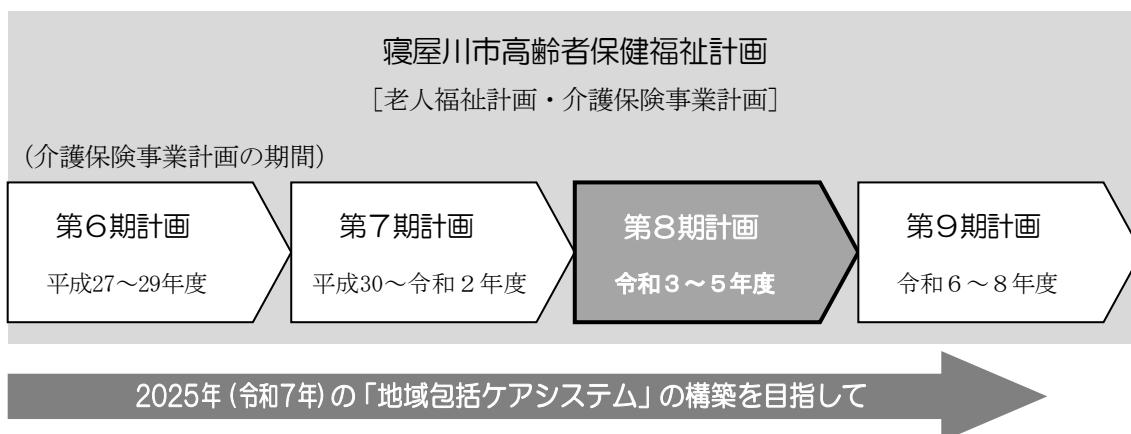 寝屋川市高齢者保健福祉計画
［老人福祉計画・介護保険事業計画］
（介護保険事業計画の期間）
第６期計画
平成27～29年度
第７期計画
平成30～令和２年度
第８期計画
令和３～５年度
第９期計画
令和６～８年度
2025年(令和7年)の「地域包括ケアシステム」の構築を目指して